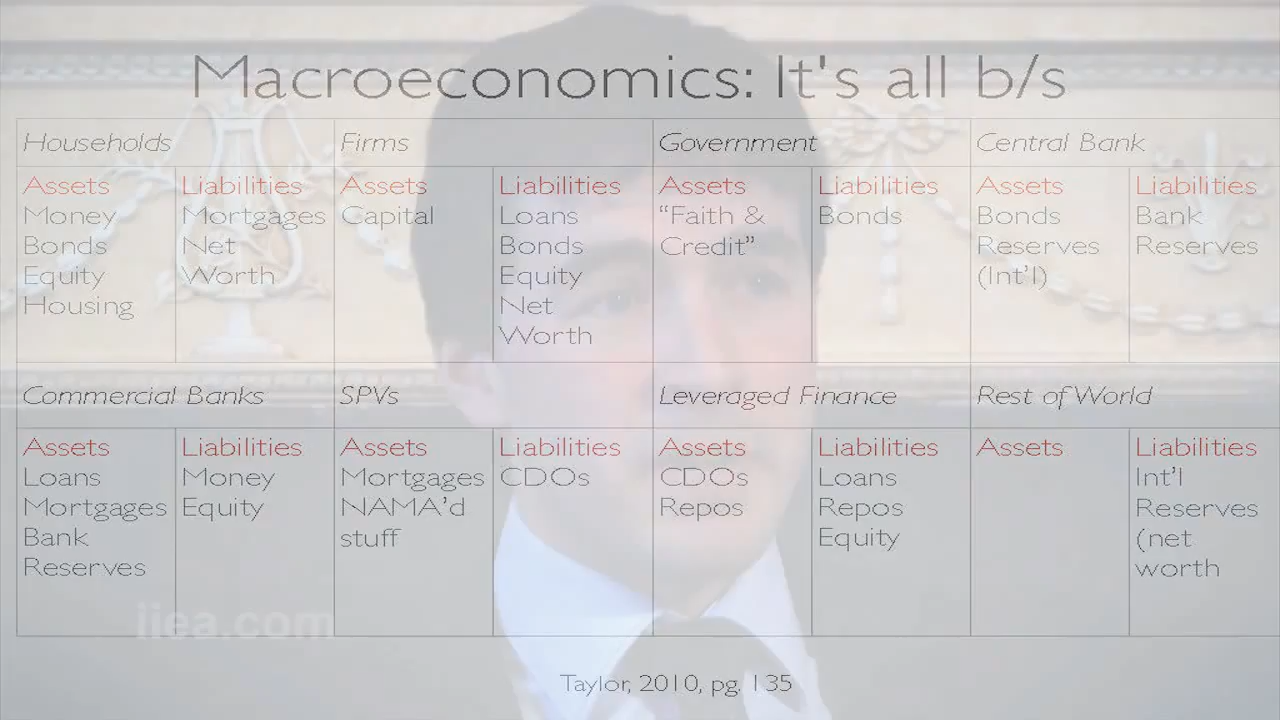 Macroeconomics: It's all b/s
Households
Firms
Government
Central Bank
Assets
Money
Bonds
Equity
Housing
Liabilities
Mortgages
Net
Worth
Assets
Capital
Liabilities
Loans
Bonds
Equity
Net
Worth
Assets
“Faith &
Credit”
Liabilities
Bonds
Assets
Bonds
Reserves
(Int’l)
Liabilities
Bank
Reserves
Commercial Banks
SPVs
Leveraged Finance
Rest of World
Assets
Loans
Mortgages
Bank
Reserves
Liabilities
Money
Equity
Assets
Mortgages
NAMA’d
stuff
Liabilities
CDOs
Assets
CDOs
Repos
Liabilities
Loans
Repos
Equity
Assets
Liabilities
Int’l
Reserves
(net
worth
iiea.com
Taylor, 2010, pg. 135